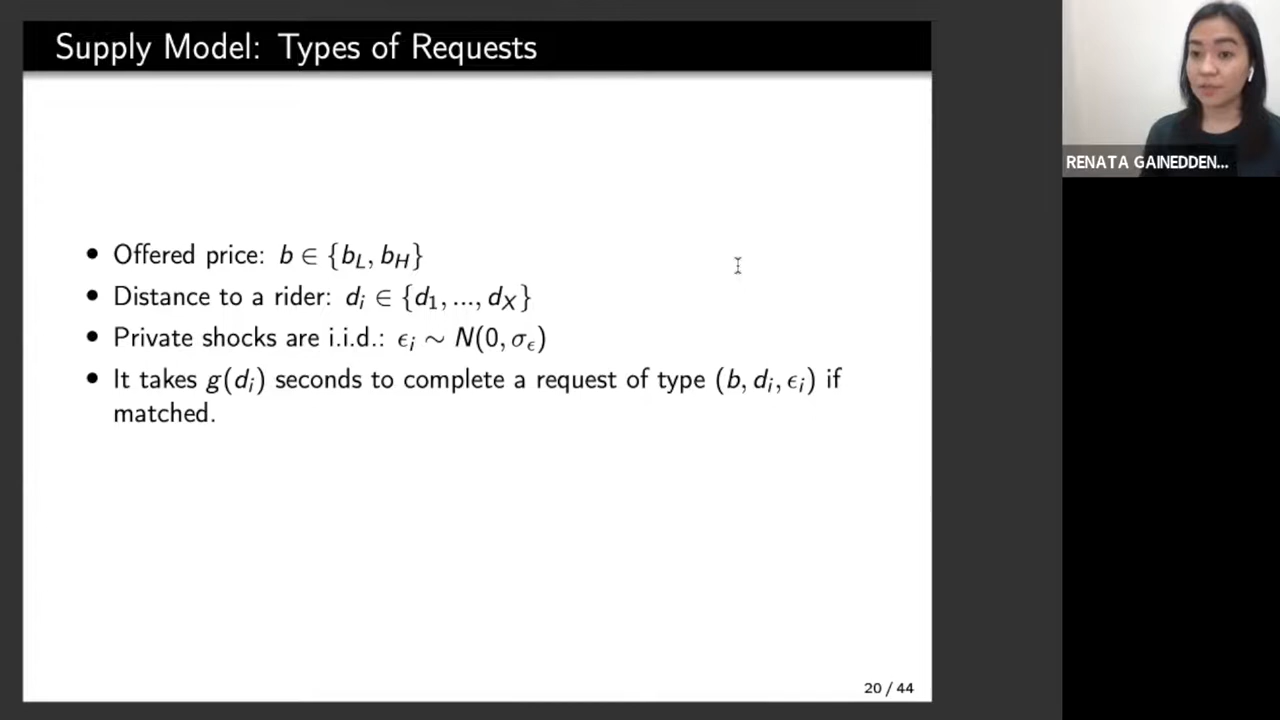 Supply Model: Types of Requests
RENATA GAINEDDEN...
• Offered price: b ∈ {b_L, b_H}
• Distance to a rider: d_i ∈ {d_1, ..., d_X}
• Private shocks are i.i.d.: ϵ_i ∼ N(0, σ_ϵ)
• It takes g(d_i) seconds to complete a request of type (b, d_i, ϵ_i) if
matched.
20 / 44